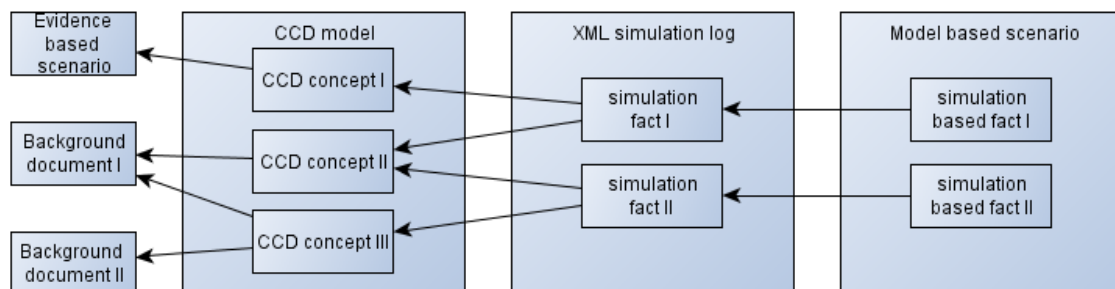 Evidence
based
scenario
Background
document I
Background
document II
CCD model
CCD concept I
CCD concept II
CCD concept III
XML simulation log
simulation
fact I
simulation
fact II
Model based scenario
simulation
based fact I
simulation
based fact II